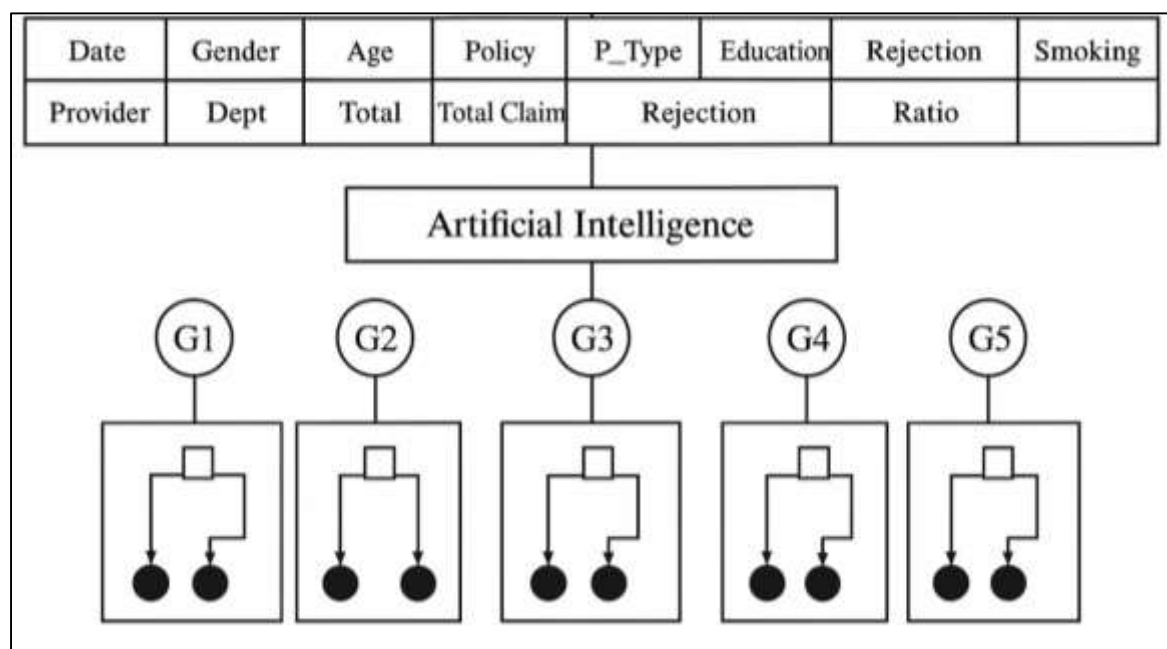 Date Gender Age Policy P_Type Education Rejection Smoking
Provider Dept Total Total Claim Rejection Ratio
Artificial Intelligence
G1 G2 G3 G4 G5